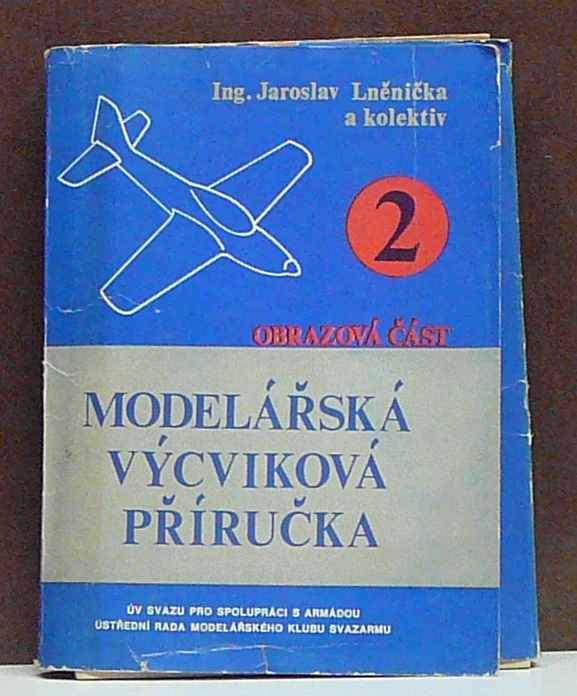 Ing. Jaroslav Lněnička
a kolektiv
2
OBRAZOVÁ ČÁST
MODELÁŘSKÁ
VÝCVIKOVÁ
PŘÍRUČKA
ÚV SVAZU PRO SPOLUPRÁCI S ARMÁDOU
ÚSTŘEDNÍ RADA MODELÁŘSKÉHO KLUBU SVAZARMU